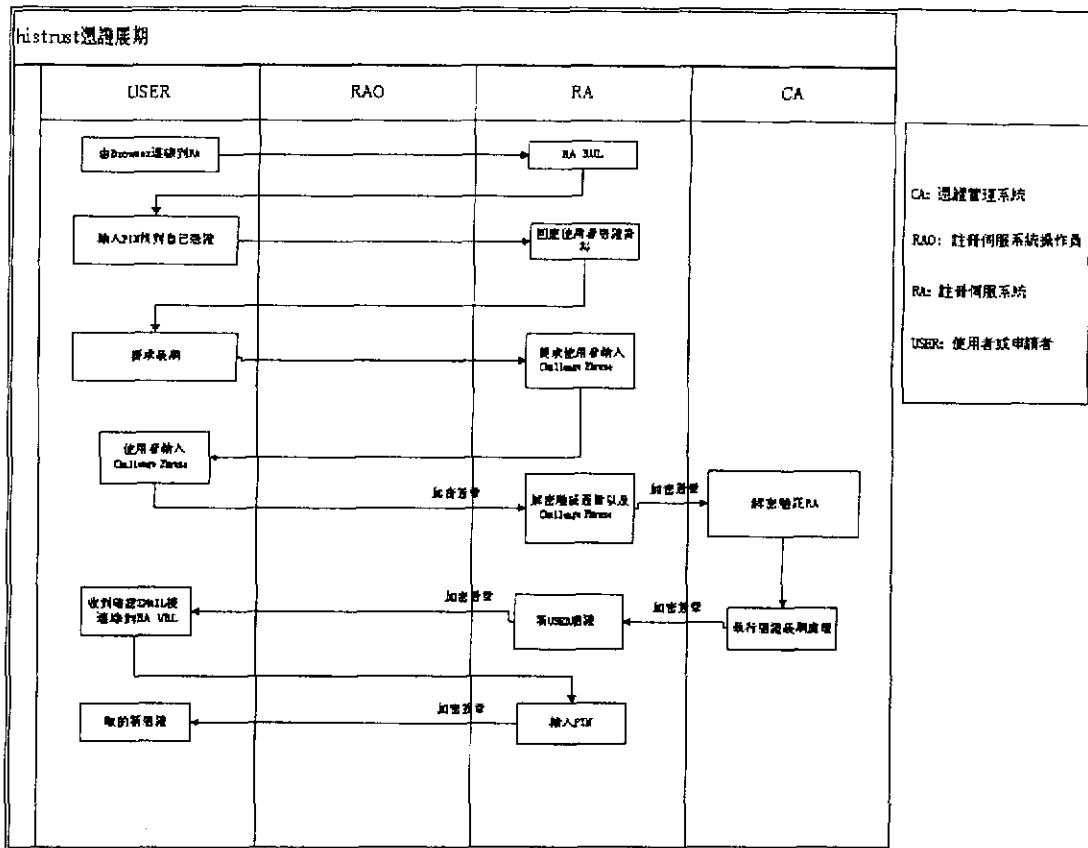 histrust憑證展期
USER
RAO
RA
CA
由Browser連線到RA
RA URL
輸入PIN找到自己憑證
回應使用者憑證資
料
要求展期
要求使用者輸入
Challenge Phrase
使用者輸入
Challenge Phrase
加密簽章
解密驗証簽章以及
Challenge Phrase
加密簽章
解密驗証RA
收到確認EMAIL後
連線到RA URL
加密簽章
新USER憑證
加密簽章
執行憑證展期處理
取的新憑證
加密簽章
輸入PIN
CA: 憑證管理系統
RAO: 註冊伺服系統操作員
RA: 註冊伺服系統
USER: 使用者或申請者